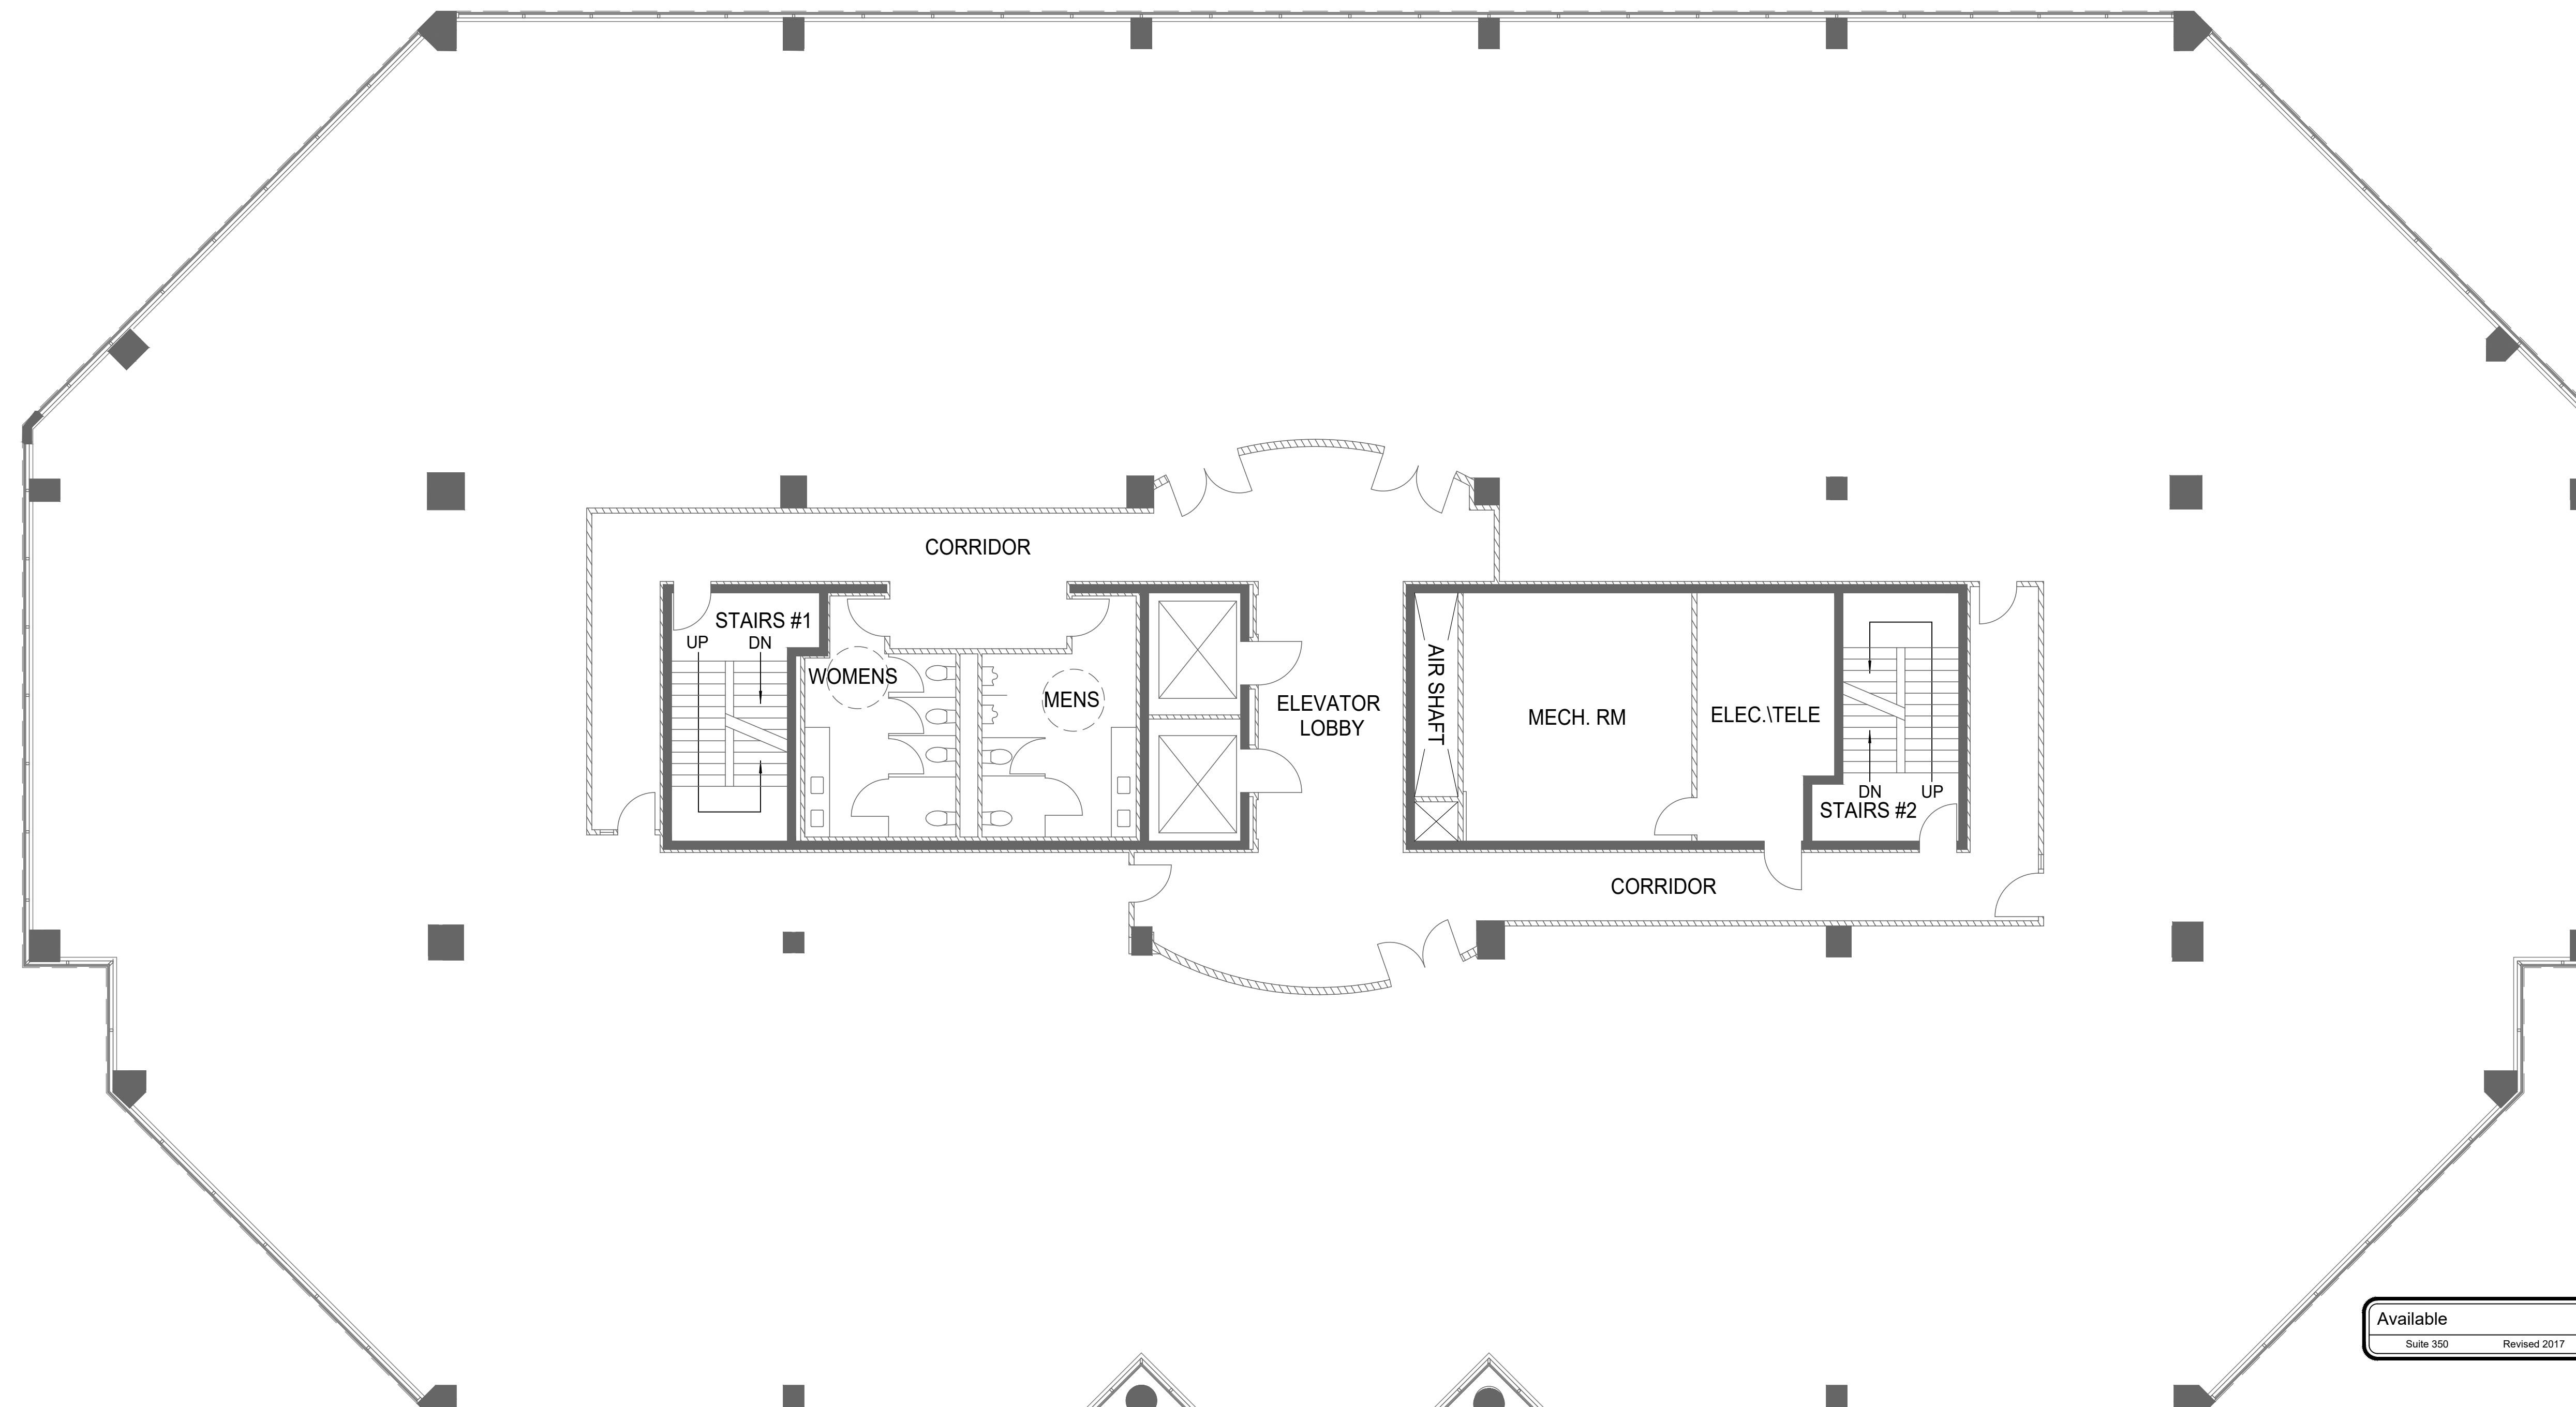 CORRIDOR
STAIRS #1
UP
DN
WOMENS
MENS
ELEVATOR
LOBBY
AIR SHAFT
MECH. RM
ELEC.\TELE
DN
UP
STAIRS #2
CORRIDOR
Available
Suite 350
Revised 2017